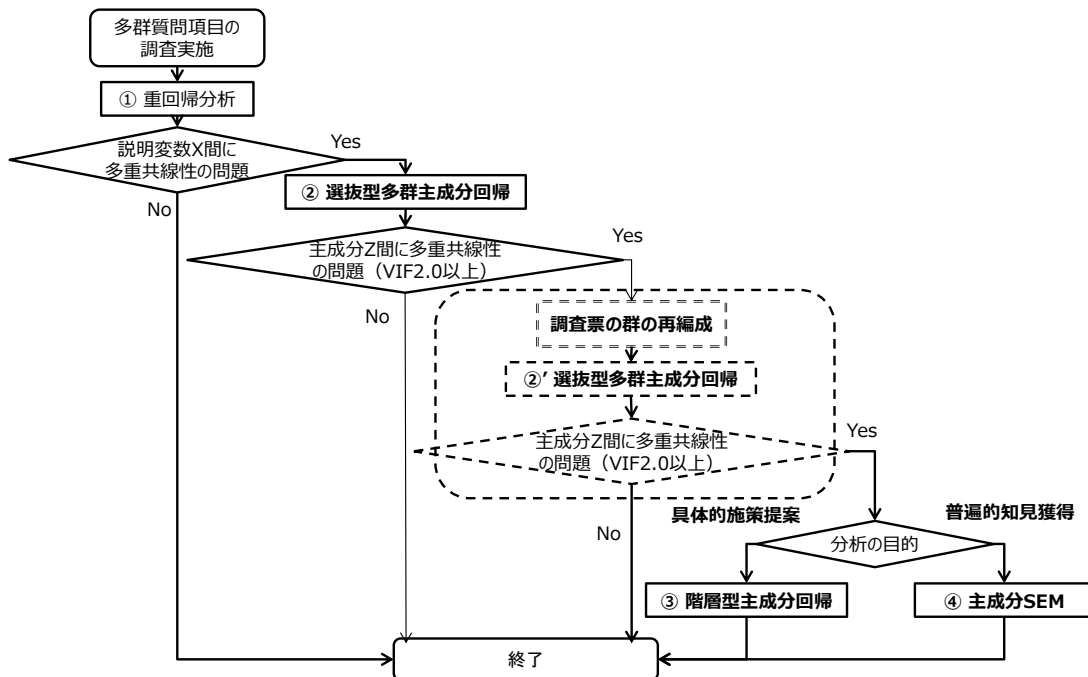 多群質問項目の
調査実施
① 重回帰分析
説明変数X間に
多重共線性の問題
Yes
No
② 選抜型多群主成分回帰
主成分Z間に多重共線性
の問題（VIF2.0以上）
Yes
No
調査票の群の再編成
②’ 選抜型多群主成分回帰
主成分Z間に多重共線性
の問題（VIF2.0以上）
Yes
No
具体的施策提案
普遍的知見獲得
分析の目的
③ 階層型主成分回帰
④ 主成分SEM
終了